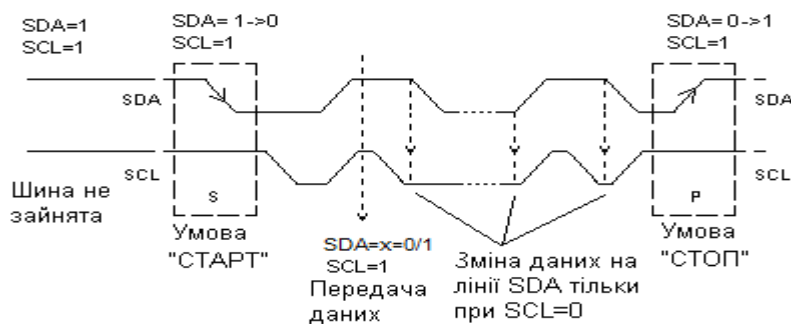 SDA=1
SCL=1
SDA= 1->0
SCL=1
SDA= 0->1
SCL=1
SDA
SDA
SCL
SCL
Шина не
зайнята
S
P
Умова
"СТАРТ"
SDA=x=0/1
SCL=1
Передача
даних
Зміна даних на
лінії SDA тільки
при SCL=0
Умова
"СТОП"